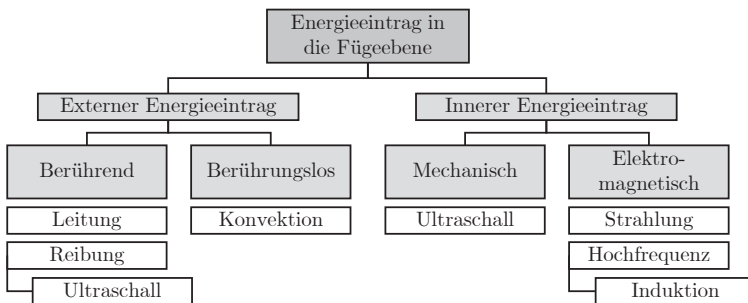 Energieeintrag in
die Fügeebene
Externer Energieeintrag
Innerer Energieeintrag
Berührend
Berührungslos
Mechanisch
Elektro-
magnetisch
Leitung
Konvektion
Ultraschall
Strahlung
Reibung
Hochfrequenz
Ultraschall
Induktion